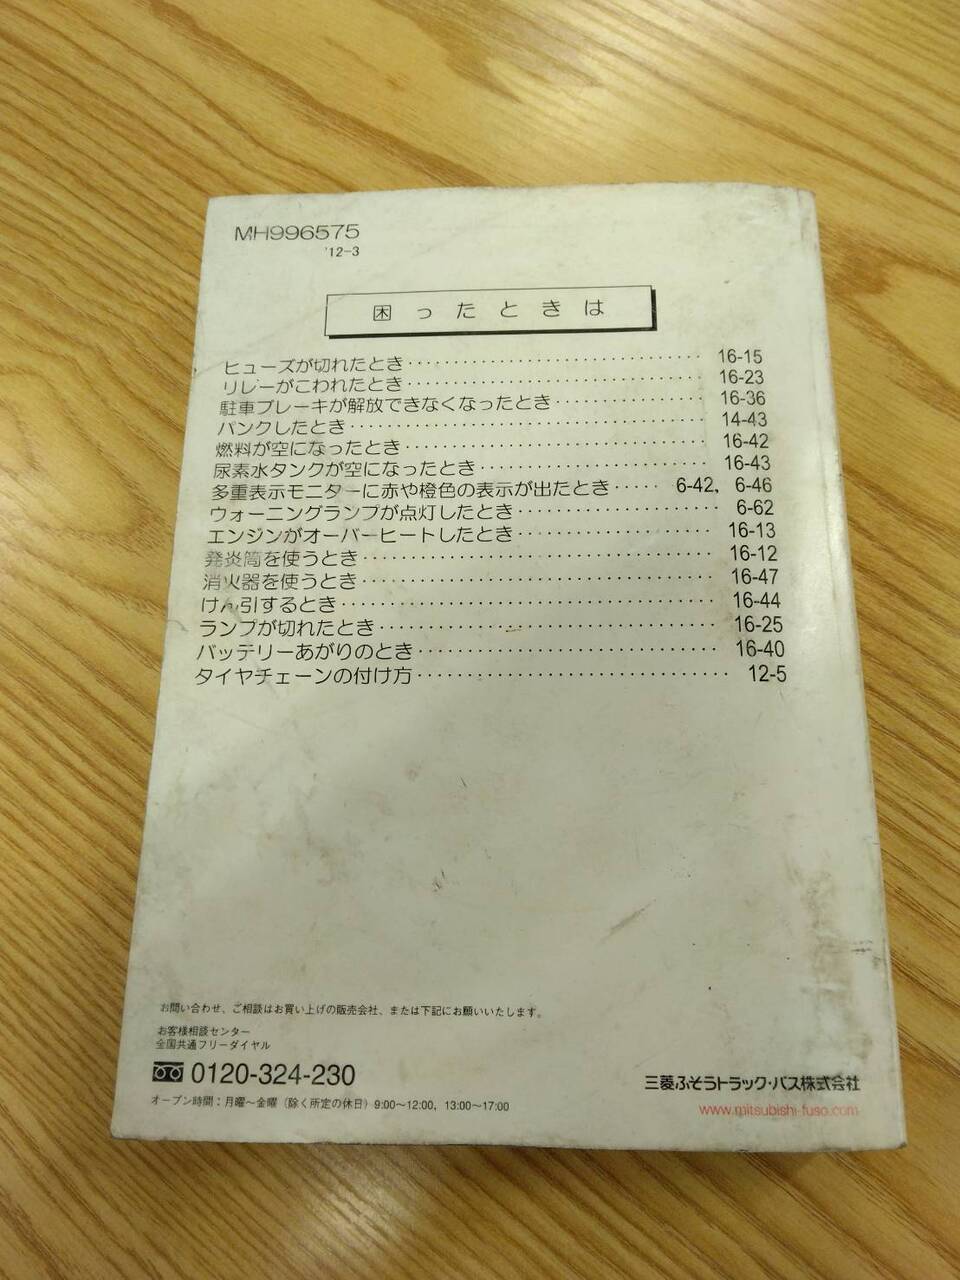 MH996575
'12-3
困ったときは
ヒューズが切れたとき・・・・・・・・・・・・・・・・・・・・・・・・・・・・・・ 16-15
リレーがこわれたとき・・・・・・・・・・・・・・・・・・・・・・・・・・・・・・ 16-23
駐車ブレーキが解放できなくなったとき・・・・・・・・・・・・・・・ 16-36
パンクしたとき・・・・・・・・・・・・・・・・・・・・・・・・・・・・・・・・・・・ 14-43
燃料が空になったとき・・・・・・・・・・・・・・・・・・・・・・・・・・・・・・ 16-42
尿素水タンクが空になったとき・・・・・・・・・・・・・・・・・・・・・・ 16-43
多重表示モニターに赤や橙色の表示が出たとき・・・・・ 6-42, 6-46
ウォーニングランプが点灯したとき・・・・・・・・・・・・・・・・・・・・ 6-62
エンジンがオーバーヒートしたとき・・・・・・・・・・・・・・・・・・・ 16-13
発炎筒を使うとき・・・・・・・・・・・・・・・・・・・・・・・・・・・・・・・・・・ 16-12
消火器を使うとき・・・・・・・・・・・・・・・・・・・・・・・・・・・・・・・・・・ 16-47
けん引するとき・・・・・・・・・・・・・・・・・・・・・・・・・・・・・・・・・・・・ 16-44
ランプが切れたとき・・・・・・・・・・・・・・・・・・・・・・・・・・・・・・・・ 16-25
バッテリーあがりのとき・・・・・・・・・・・・・・・・・・・・・・・・・・・・ 16-40
タイヤチェーンの付け方・・・・・・・・・・・・・・・・・・・・・・・・・・・・・ 12-5
お問い合わせ、ご相談はお買い上げの販売会社、または下記にお願いいたします。
お客様相談センター
全国共通フリーダイヤル
0120-324-230
オープン時間：月曜～金曜（除く所定の休日）9:00～12:00, 13:00～17:00
三菱ふそうトラック・バス株式会社
www.mitsubishi-fuso.com